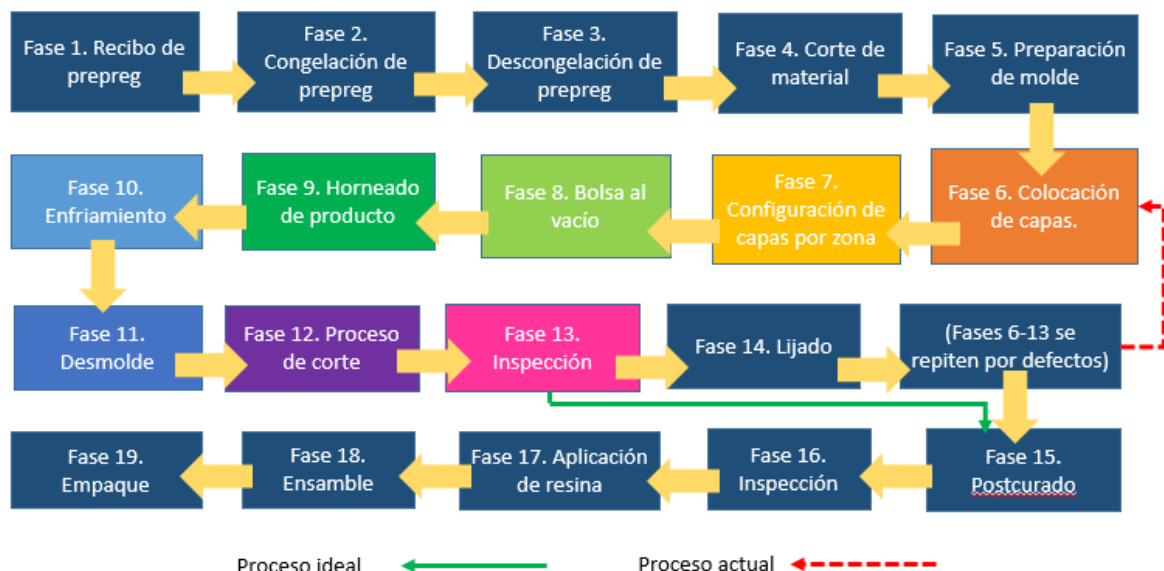 Fase 1. Recibo de
prepreg
Fase 2.
Congelación de
prepreg
Fase 3.
Descongelación de
prepreg
Fase 4. Corte de
material
Fase 5. Preparación
de molde
Fase 10.
Enfriamiento
Fase 9. Horneado
de producto
Fase 8. Bolsa al
vacío
Fase 7.
Configuración de
capas por zona
Fase 6. Colocación
de capas.
Fase 11.
Desmolde
Fase 12. Proceso
de corte
Fase 13.
Inspección
Fase 14. Lijado
(Fases 6-13 se
repiten por defectos)
Fase 19.
Empaque
Fase 18.
Ensamble
Fase 17. Aplicación
de resina
Fase 16.
Inspección
Fase 15.
Postcurado
Proceso ideal
Proceso actual